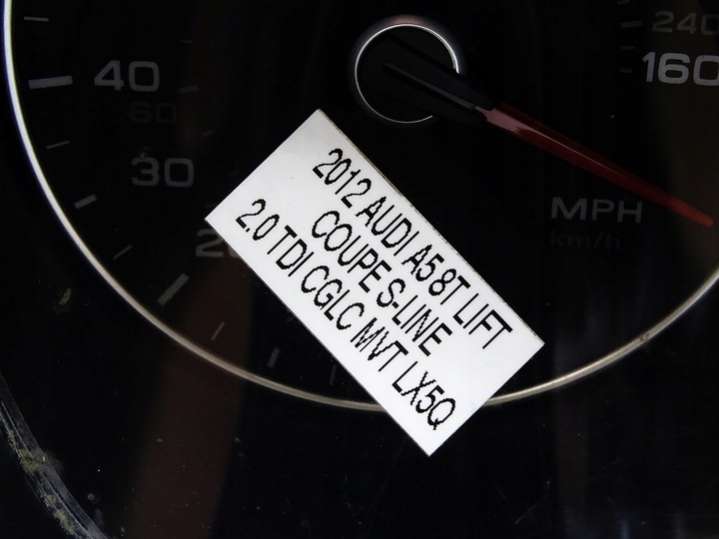 240
160
40
60
30
MPH
km/h
2012 AUDI A5 8T LIFT
COUPE S-LINE
2.0 TDI CGLC MVT LX5Q